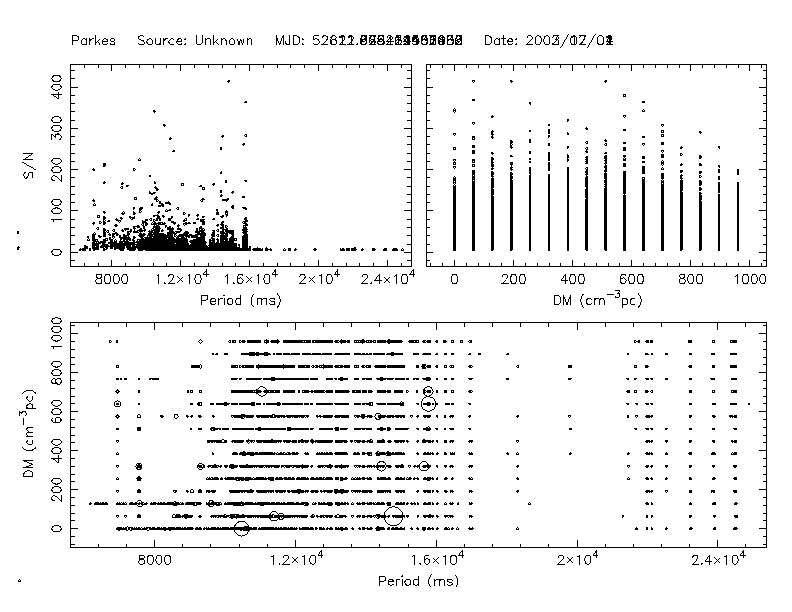 Parkes Source: Unknown MJD: Date:
400
300
200
100
0
S/N
8000 1.2×10⁴ 1.6×10⁴ 2×10⁴ 2.4×10⁴
Period (ms)
0 200 400 600 800 1000
DM (cm⁻³pc)
1000
800
600
400
200
0
DM (cm⁻³pc)
8000 1.2×10⁴ 1.6×10⁴ 2×10⁴ 2.4×10⁴
Period (ms)